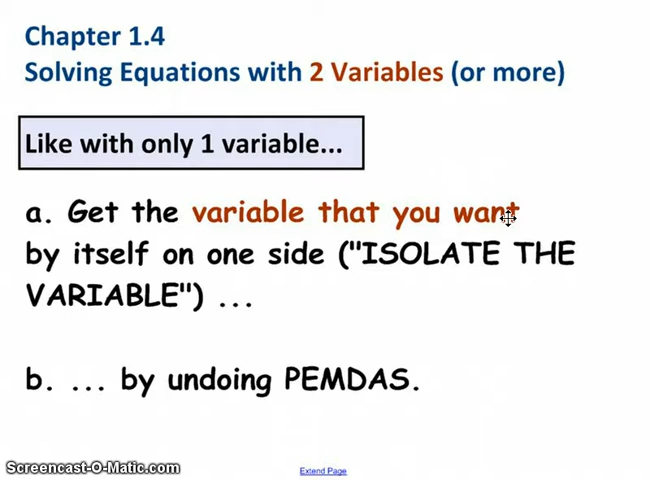 Chapter 1.4
Solving Equations with 2 Variables (or more)
Like with only 1 variable...
a. Get the variable that you want
by itself on one side ("ISOLATE THE
VARIABLE") ...
b. ... by undoing PEMDAS.
Screencast-O-Matic.com
Extend Page